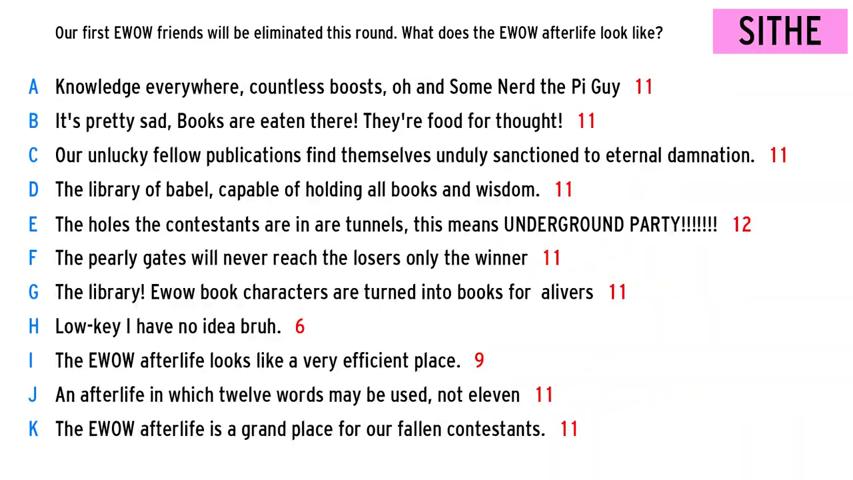 Our first EWOW friends will be eliminated this round. What does the EWOW afterlife look like?
SITHE
A Knowledge everywhere, countless boosts, oh and Some Nerd the Pi Guy 11
B It's pretty sad, Books are eaten there! They're food for thought! 11
C Our unlucky fellow publications find themselves unduly sanctioned to eternal damnation. 11
D The library of babel, capable of holding all books and wisdom. 11
E The holes the contestants are in are tunnels, this means UNDERGROUND PARTY!!!!!!! 12
F The pearly gates will never reach the losers only the winner 11
G The library! Ewow book characters are turned into books for alivers 11
H Low-key I have no idea bruh. 6
I The EWOW afterlife looks like a very efficient place. 9
J An afterlife in which twelve words may be used, not eleven 11
K The EWOW afterlife is a grand place for our fallen contestants. 11